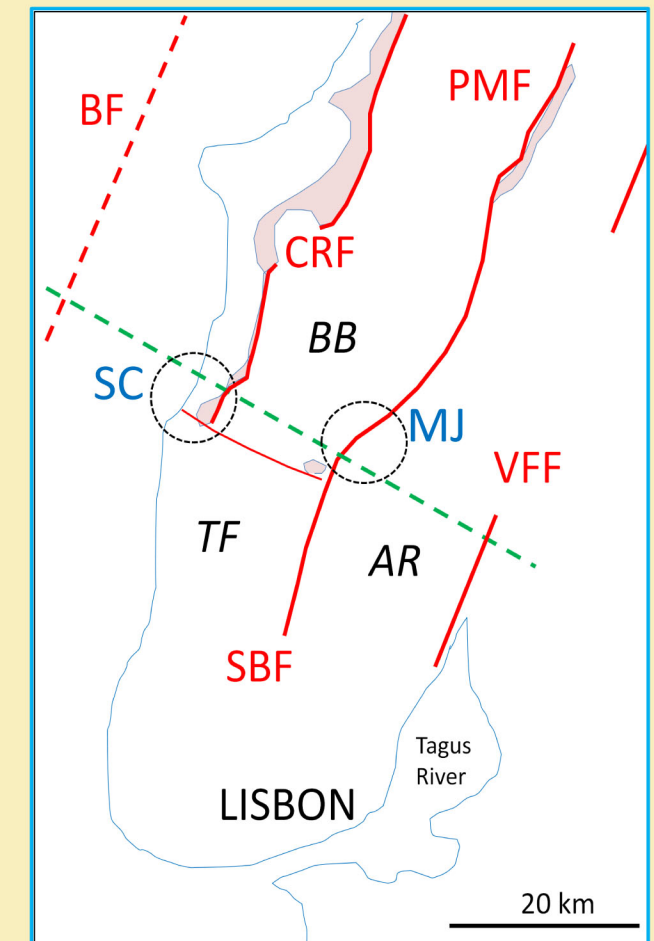 PMF
BF
CRF
BB
SC
MJ
VFF
TF
AR
SBF
Tagus
River
LISBON
20 km